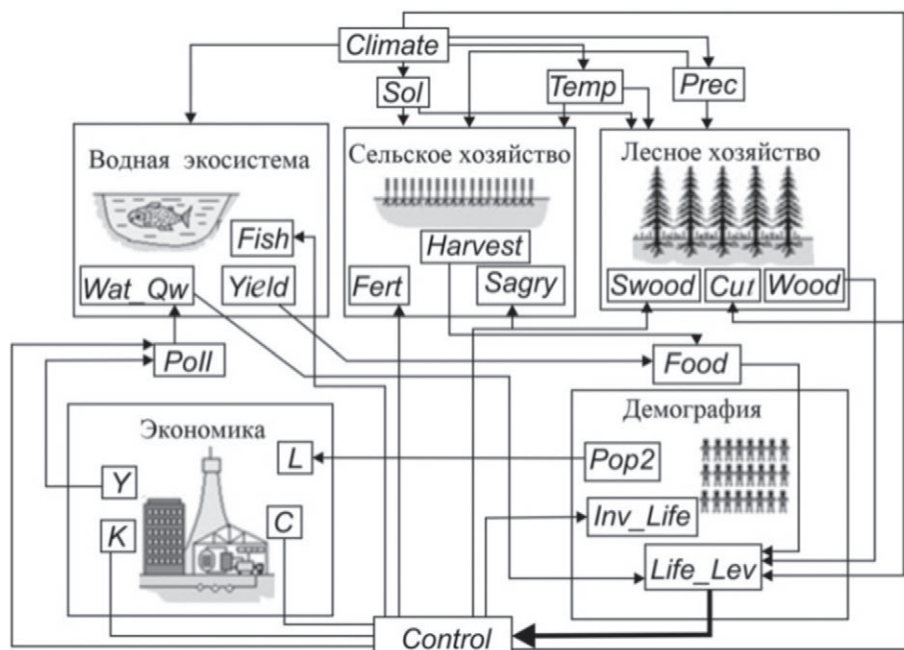 Climate
Sol
Temp
Prec
Водная экосистема
Сельское хозяйство
Лесное хозяйство
Fish
Harvest
Wat_Qw
Yield
Fert
Sagry
Swood
Cut
Wood
Poll
Food
Экономика
Демография
L
Pop2
Y
K
C
Inv_Life
Life_Lev
Control